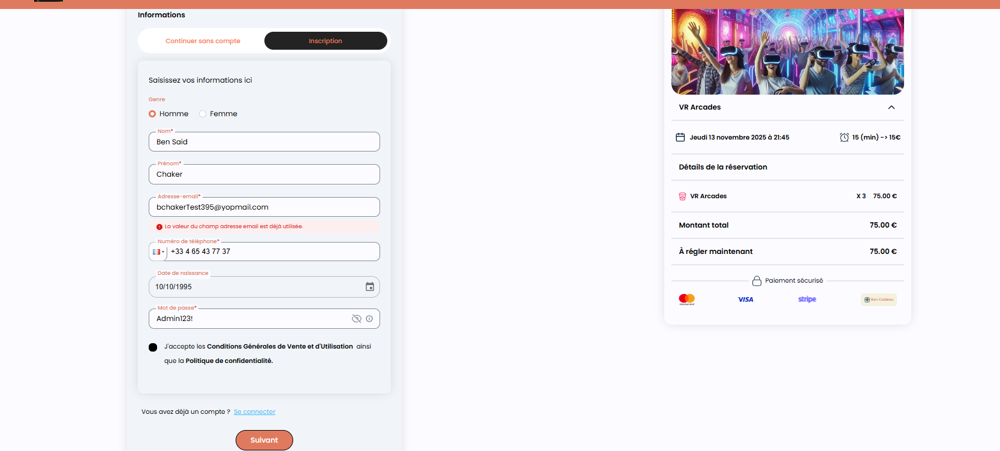 Informations
Continuer sans compte
Inscription
Saisissez vos informations ici
Genre
Homme
Femme
Nom*
Ben Said
Prénom*
Chaker
Adresse-email*
bchakerTest395@yopmail.com
La valeur du champ adresse email est déjà utilisée.
Numéro de téléphone*
+33 4 65 43 77 37
Date de naissance
10/10/1995
Mot de passe*
Admin123!
J'accepte les Conditions Générales de Vente et d'Utilisation ainsi
que la Politique de confidentialité.
Vous avez déjà un compte ? Se connecter
Suivant
VR Arcades
Jeudi 13 novembre 2025 à 21:45
15 (min) -> 15€
Détails de la réservation
VR Arcades X 3 75.00 €
Montant total 75.00 €
À régler maintenant 75.00 €
Paiement sécurisé
mastercard
VISA
stripe
Bon Cadeau